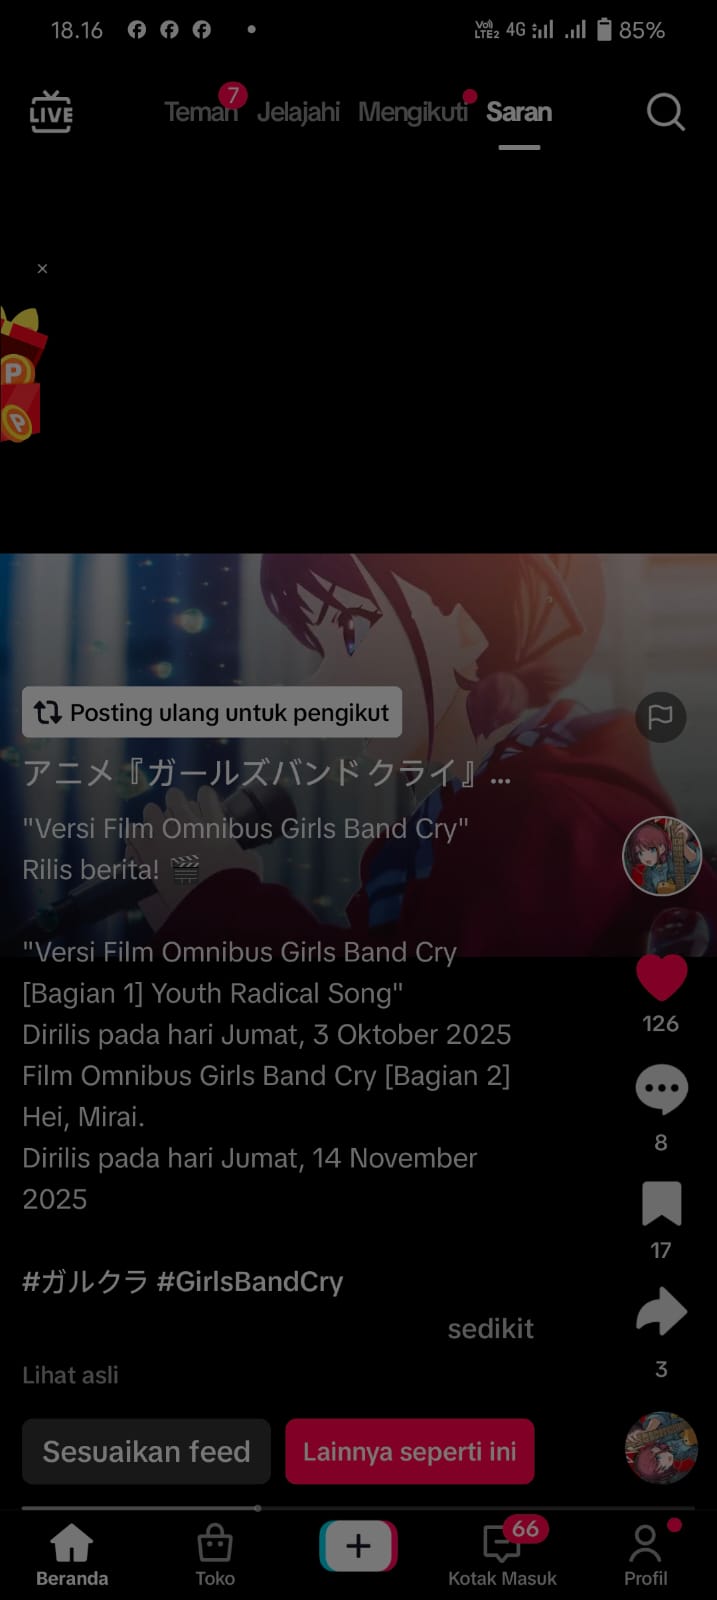 18.16
Vo) LTE2 4G 85%
LIVE
Teman 7 Jelajahi Mengikuti Saran
P
P
Posting ulang untuk pengikut
アニメ『ガールズバンドクライ』...
"Versi Film Omnibus Girls Band Cry"
Rilis berita! 🎬
"Versi Film Omnibus Girls Band Cry
[Bagian 1] Youth Radical Song"
Dirilis pada hari Jumat, 3 Oktober 2025
Film Omnibus Girls Band Cry [Bagian 2]
Hei, Mirai.
Dirilis pada hari Jumat, 14 November
2025
#ガルクラ #GirlsBandCry
sedikit
Lihat asli
126
8
17
3
Sesuaikan feed
Lainnya seperti ini
Beranda
Toko
66
Kotak Masuk
Profil